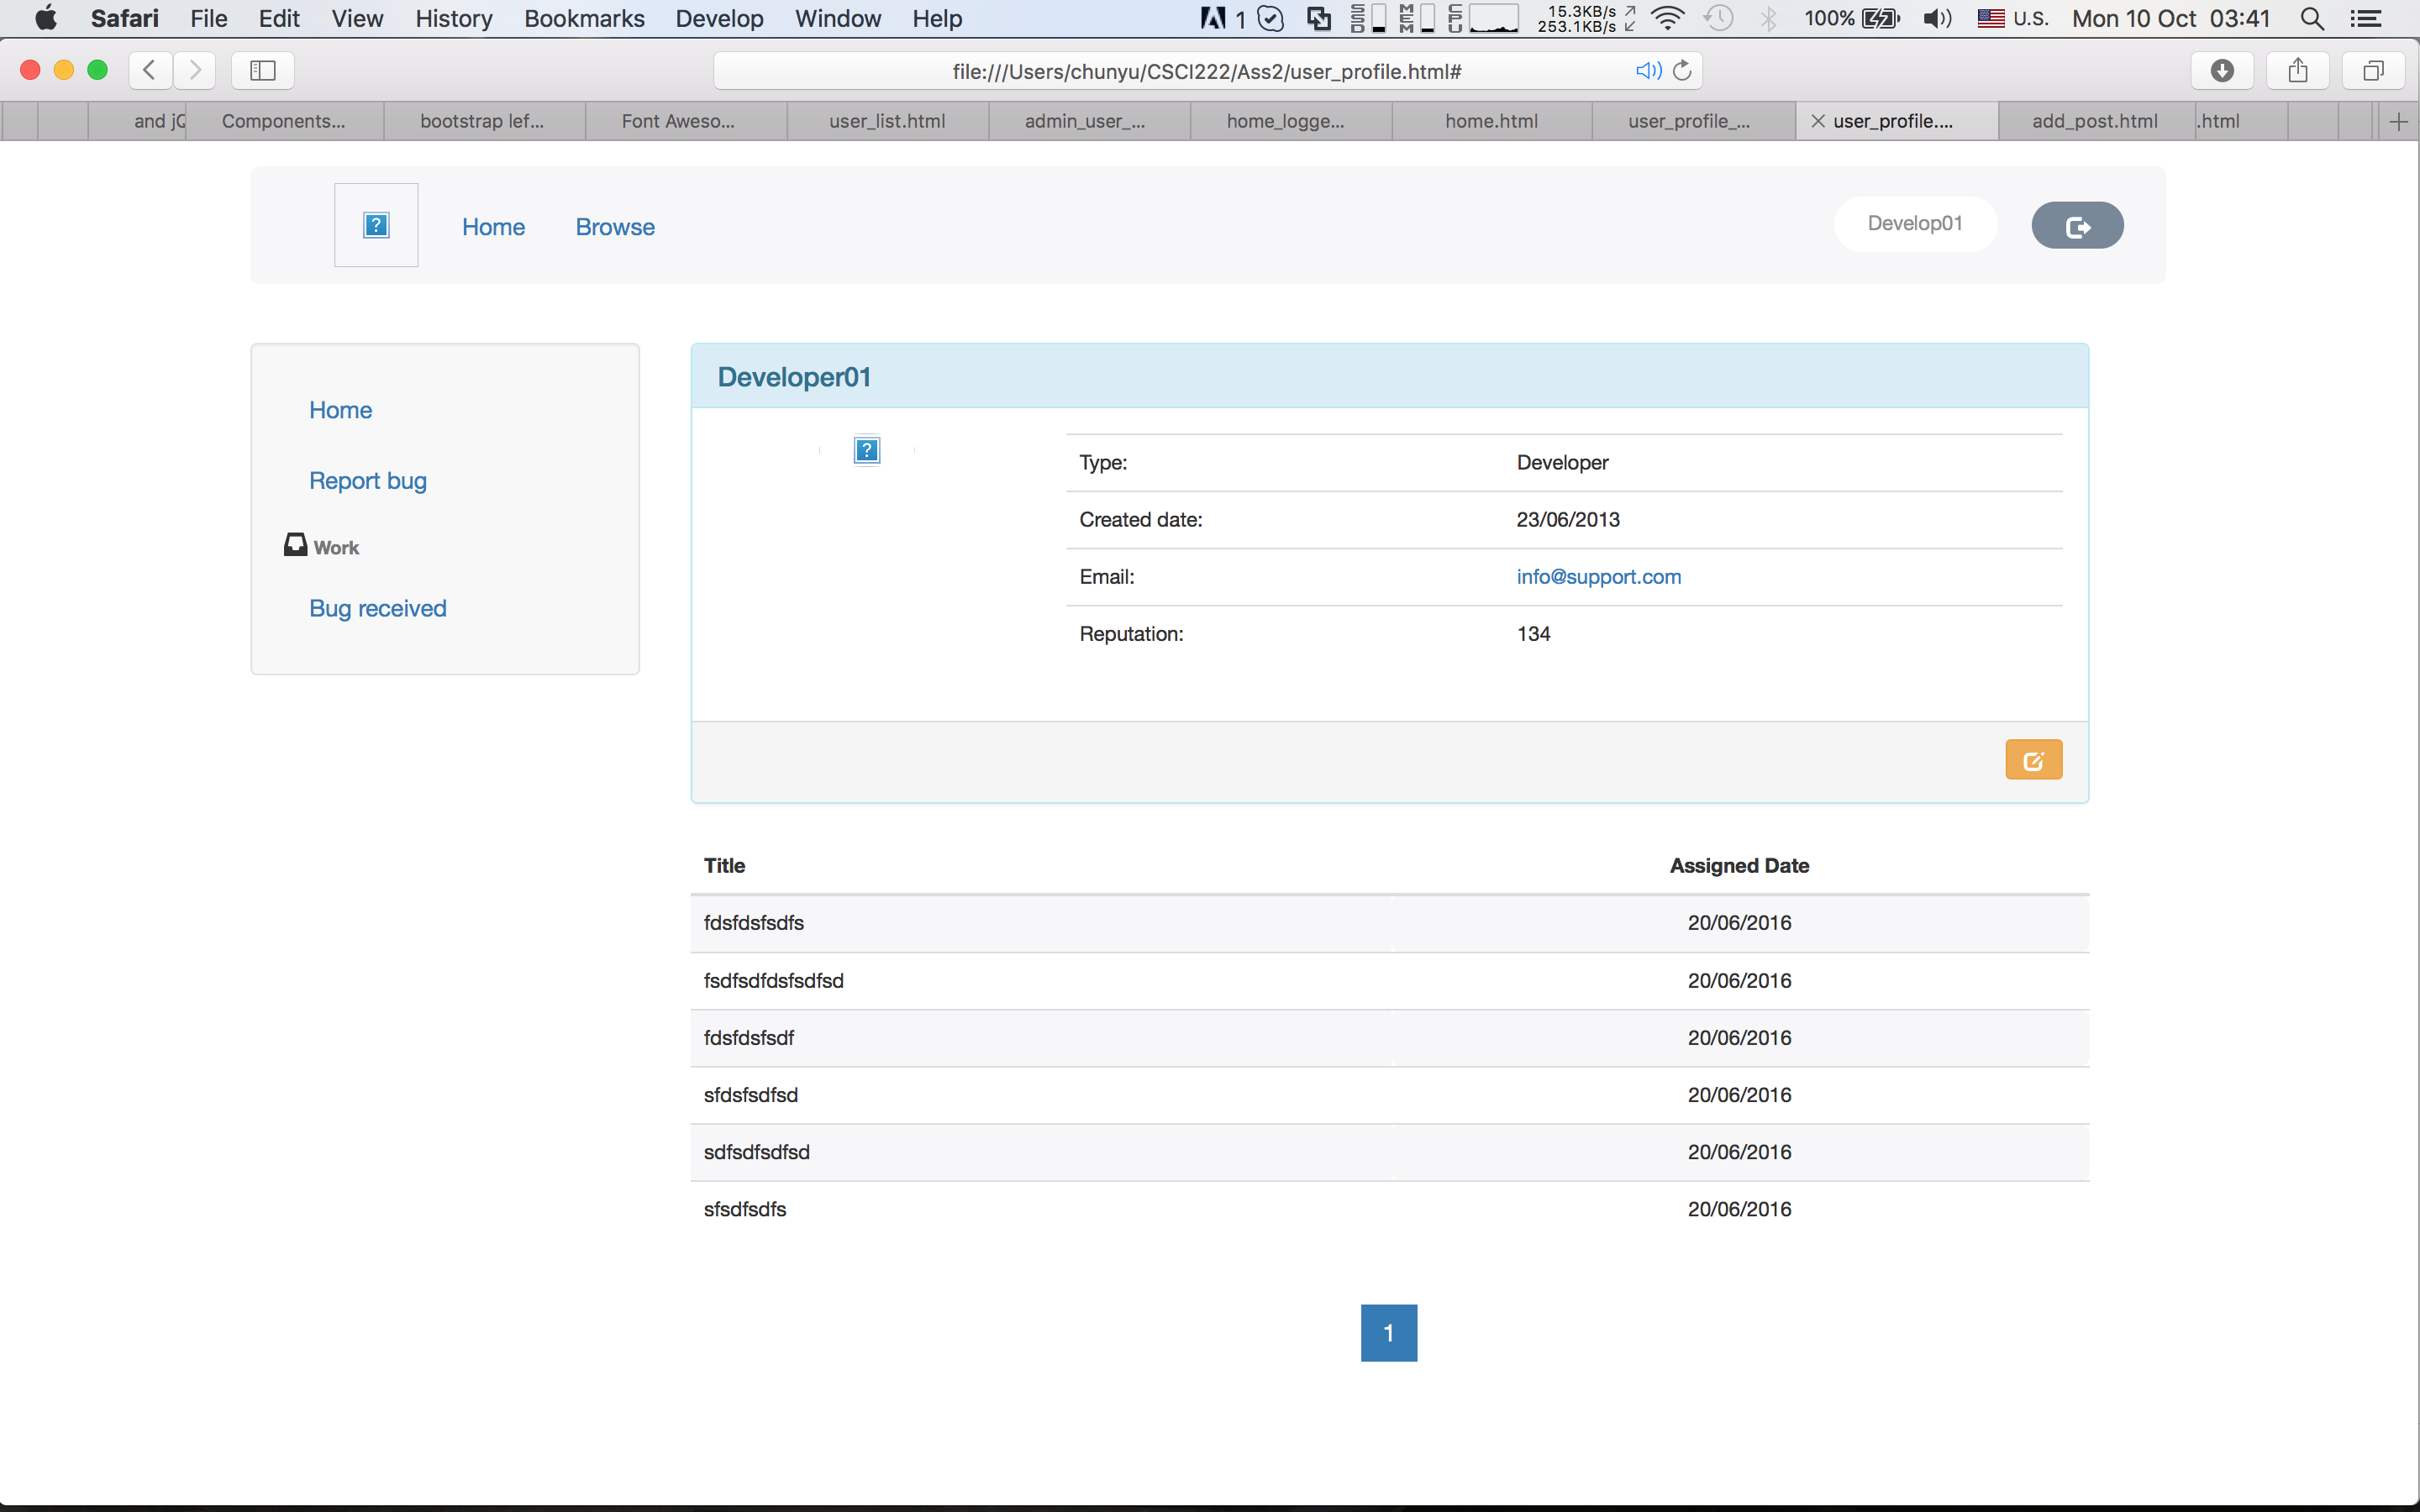 Safari File Edit View History Bookmarks Develop Window Help 1 SSD MEM CPU 15.3KB/s 253.1KB/s 100% U.S. Mon 10 Oct 03:41
file:///Users/chunyu/CSCI222/Ass2/user_profile.html#
and jQ Components... bootstrap lef... Font Aweso... user_list.html admin_user_... home_logge... home.html user_profile_... user_profile.... add_post.html .html
Home Browse Develop01
Home
Report bug
Work
Bug received
Developer01
Type: Developer
Created date: 23/06/2013
Email: info@support.com
Reputation: 134
Title Assigned Date
fdsfdsfsdfs 20/06/2016
fsdfsdfdsfsdfsd 20/06/2016
fdsfdsfsdf 20/06/2016
sfdsfsdfsd 20/06/2016
sdfsdfsdfsd 20/06/2016
sfsdfsdfs 20/06/2016
1